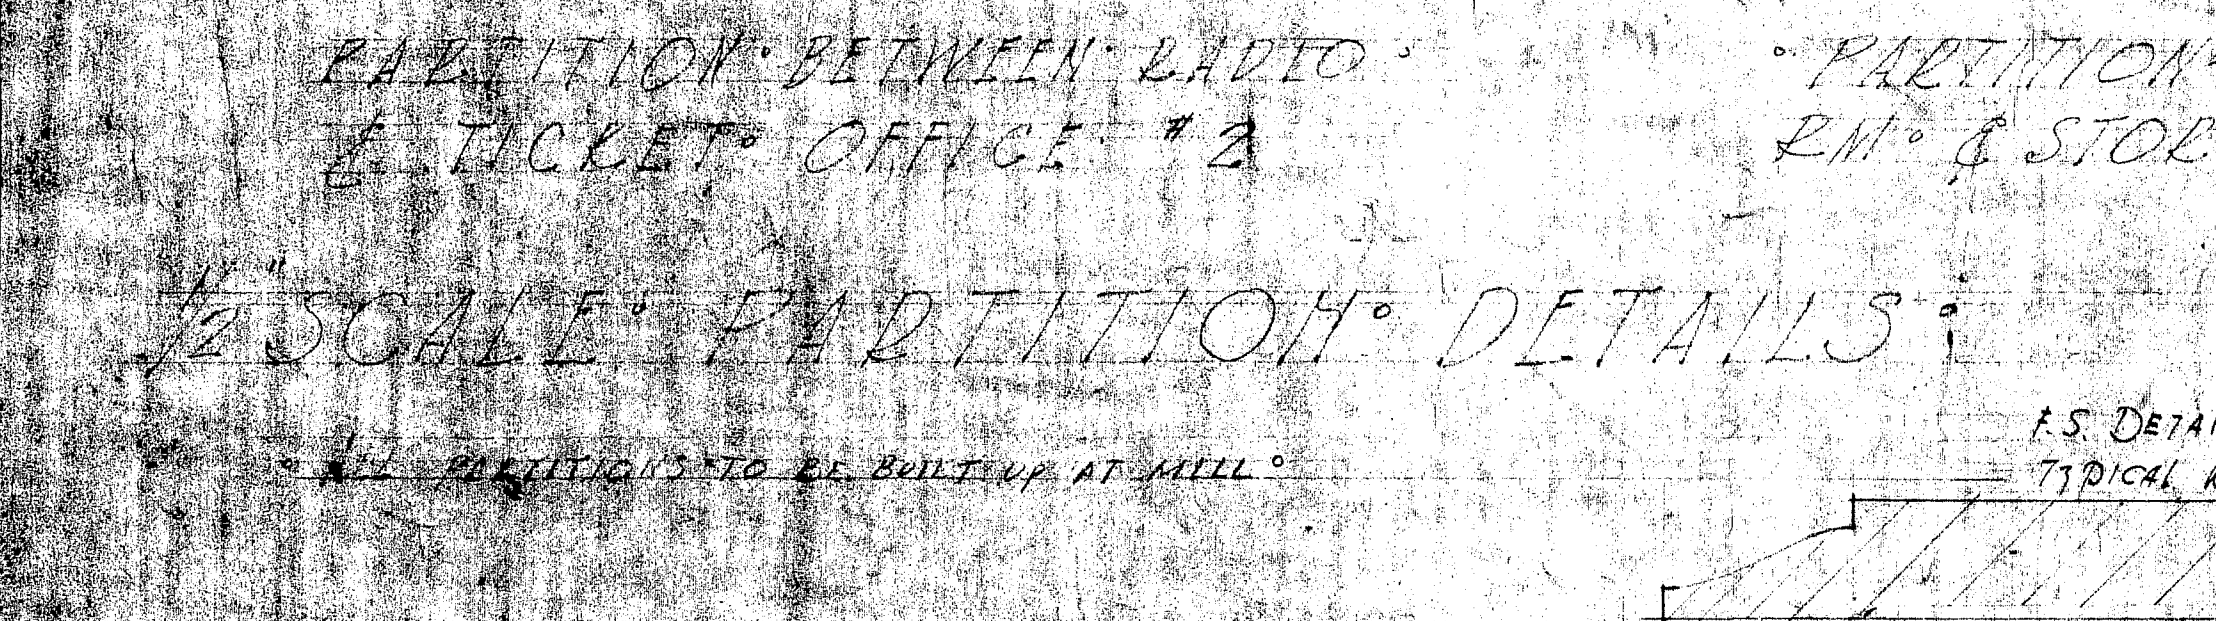 PARTITION° BETWEEN° RADIO°
& TICKET° OFFICE #2
° PARTITION°
RM° & STOR
1/2" SCALE° PARTITION° DETAILS°
° ALL PARTITIONS TO BE BUILT UP AT MILL°
F.S. DETAI
TYPICAL